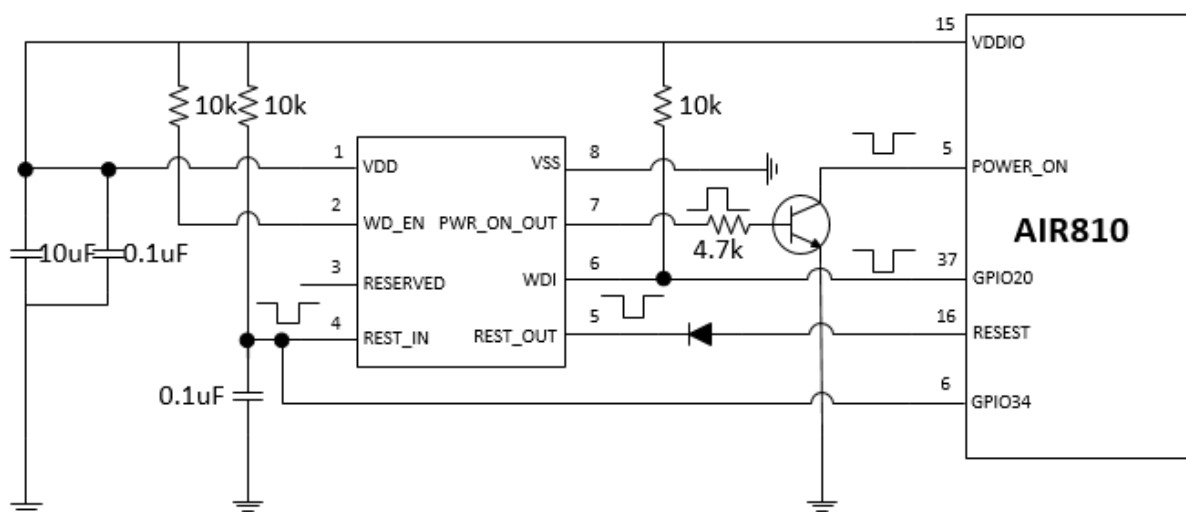 15
VDDIO
10k
10k
10k
1
VDD
VSS
8
5
POWER_ON
2
WD_EN
PWR_ON_OUT
7
4.7k
AIR810
10uF
0.1uF
3
RESERVED
WDI
6
37
GPIO20
4
REST_IN
REST_OUT
5
16
RESEST
0.1uF
6
GPIO34